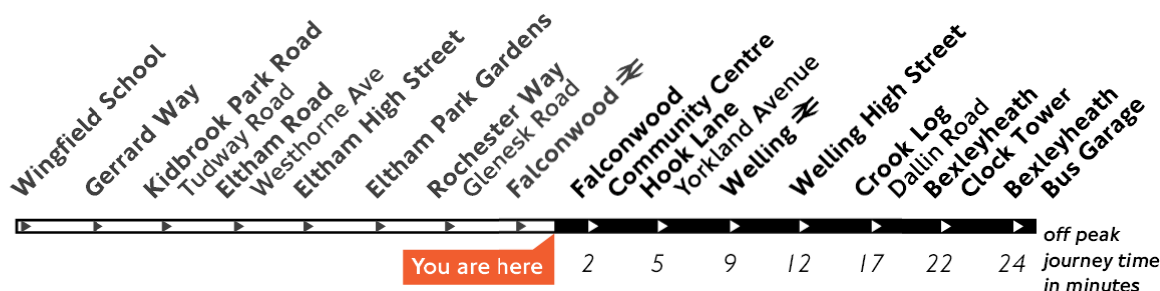 Wingfield School
Gerrard Way
Kidbrook Park Road
Tudway Road
Eltham Road
Westhorne Ave
Eltham High Street
Eltham Park Gardens
Rochester Way
Glenesk Road
Falconwood
Falconwood
Community Centre
Hook Lane
Yorkland Avenue
Welling
Welling High Street
Crook Log
Dallin Road
Bexleyheath
Clock Tower
Bexleyheath
Bus Garage
You are here
2 5 9 12 17 22 24
off peak
journey time
in minutes